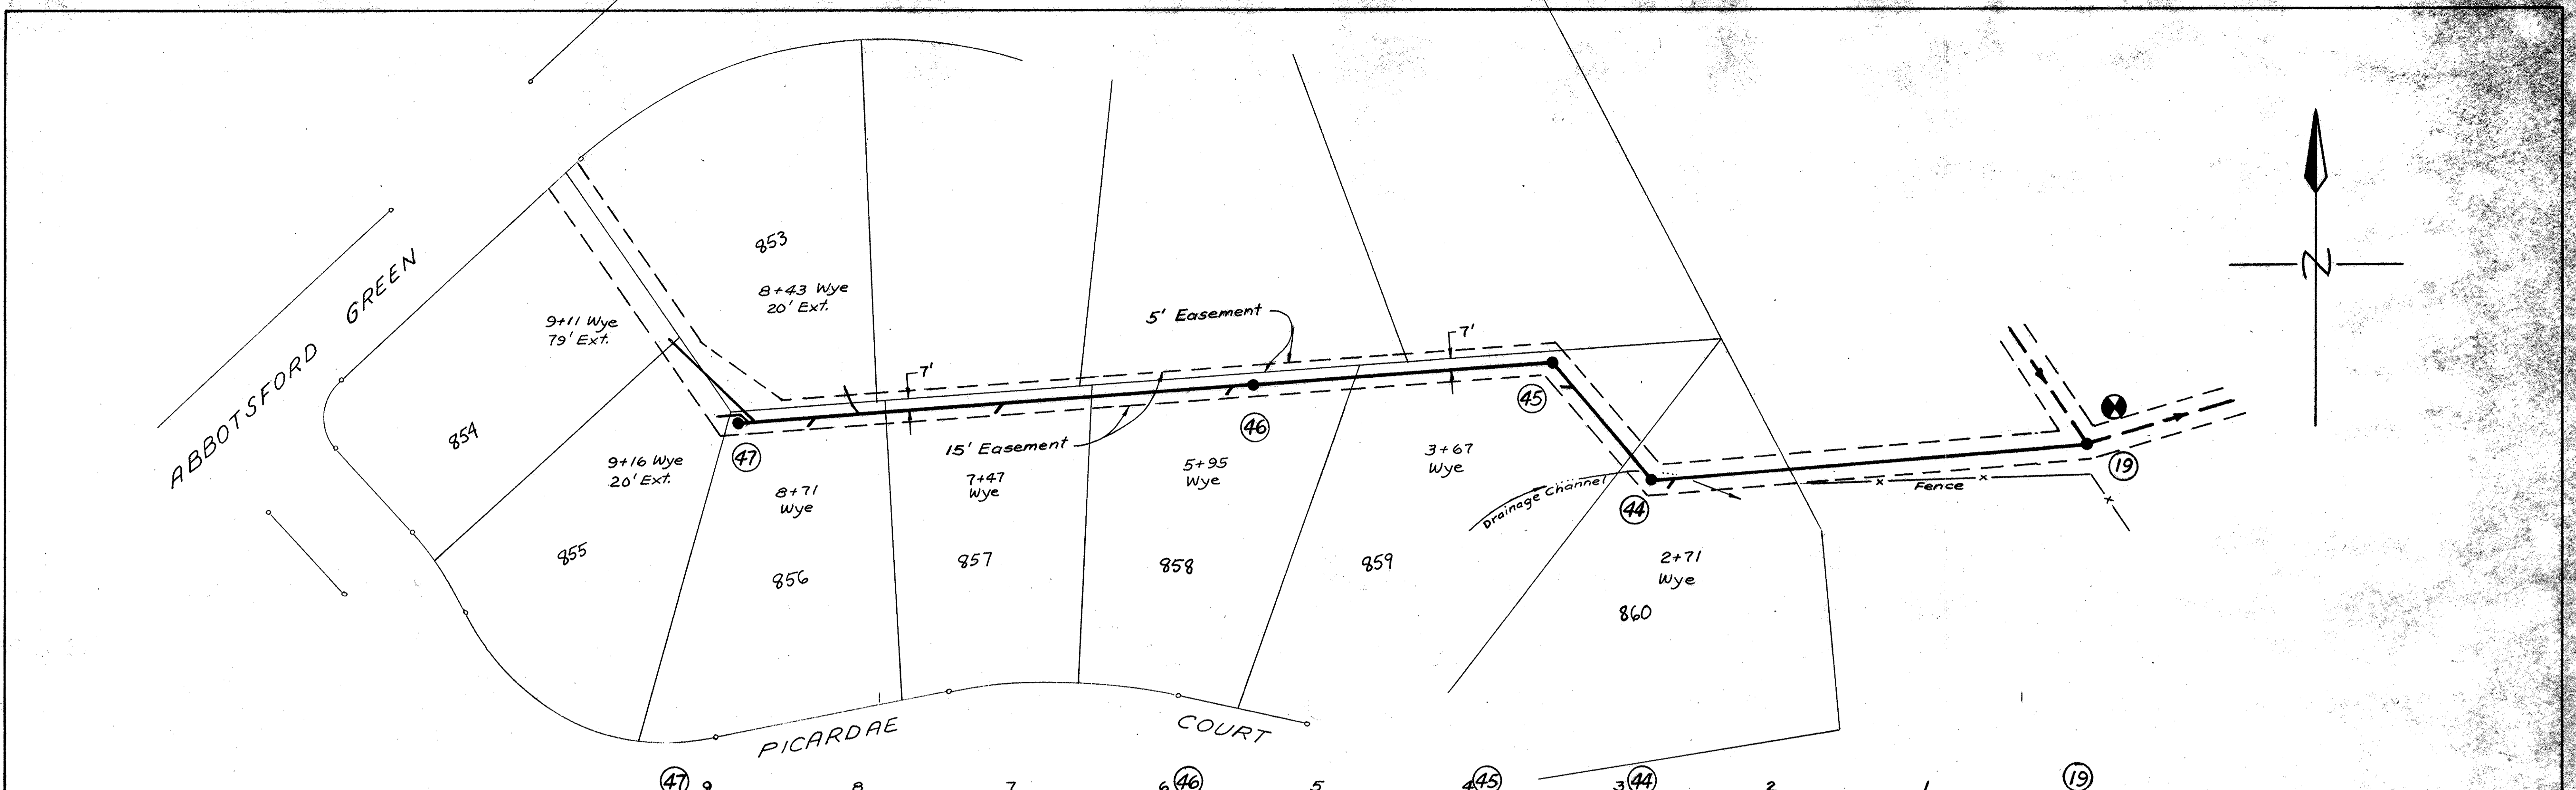 ABBOTSFORD GREEN
853
8+43 Wye
20' Ext.
9+11 Wye
79' Ext.
5' Easement
7'
7'
N
854
9+16 Wye
20' Ext.
47
15' Easement
46
45
19
8+71
Wye
7+47
Wye
5+95
Wye
3+67
Wye
Drainage Channel
44
x Fence x
x
855
856
857
858
859
2+71
Wye
860
PICARDAE COURT
47 9 8 7 6 46 5 4 45 3 44 2 1 19